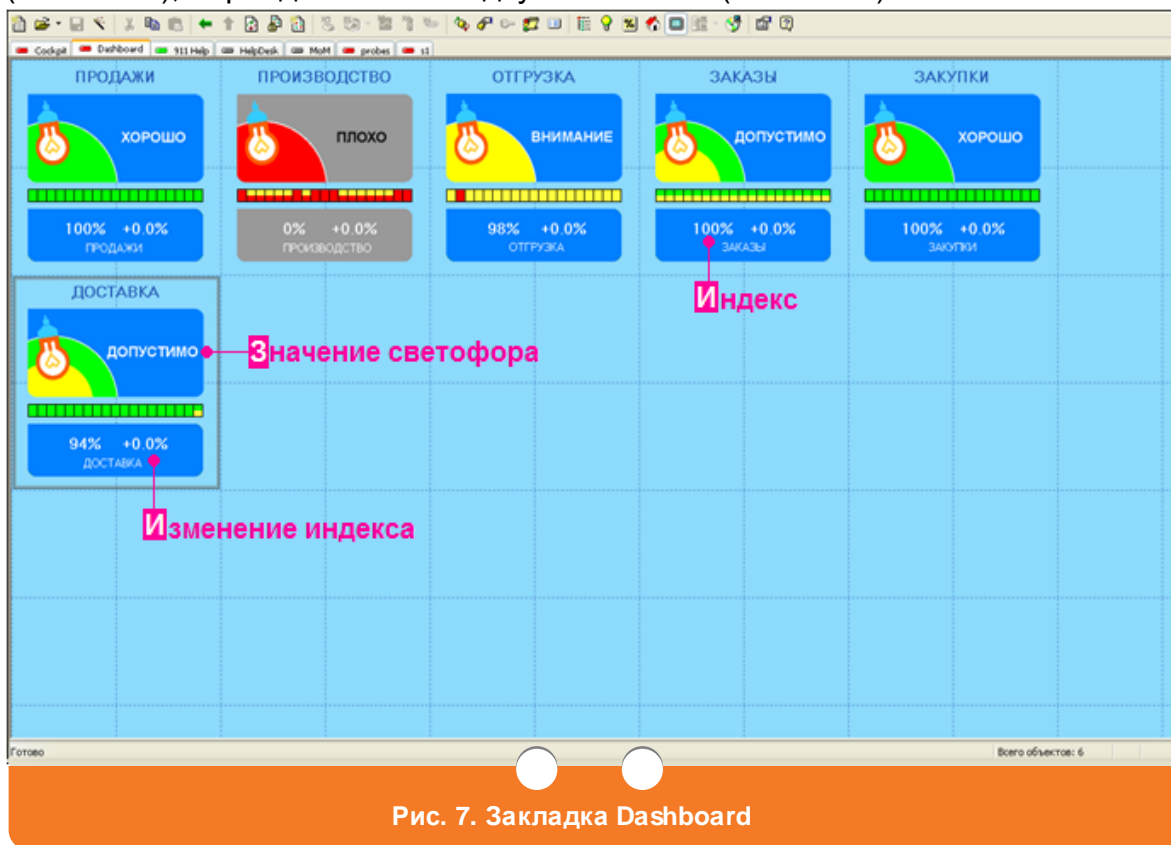 Cockpit Dashboard 911 Help HelpDesk MoM probes s1
ПРОДАЖИ ПРОИЗВОДСТВО ОТГРУЗКА ЗАКАЗЫ ЗАКУПКИ
ХОРОШО ПЛОХО ВНИМАНИЕ ДОПУСТИМО ХОРОШО
100% +0.0% 0% +0.0% 98% +0.0% 100% +0.0% 100% +0.0%
ПРОДАЖИ ПРОИЗВОДСТВО ОТГРУЗКА ЗАКАЗЫ ЗАКУПКИ
ДОСТАВКА
Индекс
ДОПУСТИМО
Значение светофора
94% +0.0%
ДОСТАВКА
Изменение индекса
Готово
Всего объектов: 6
Рис. 7. Закладка Dashboard